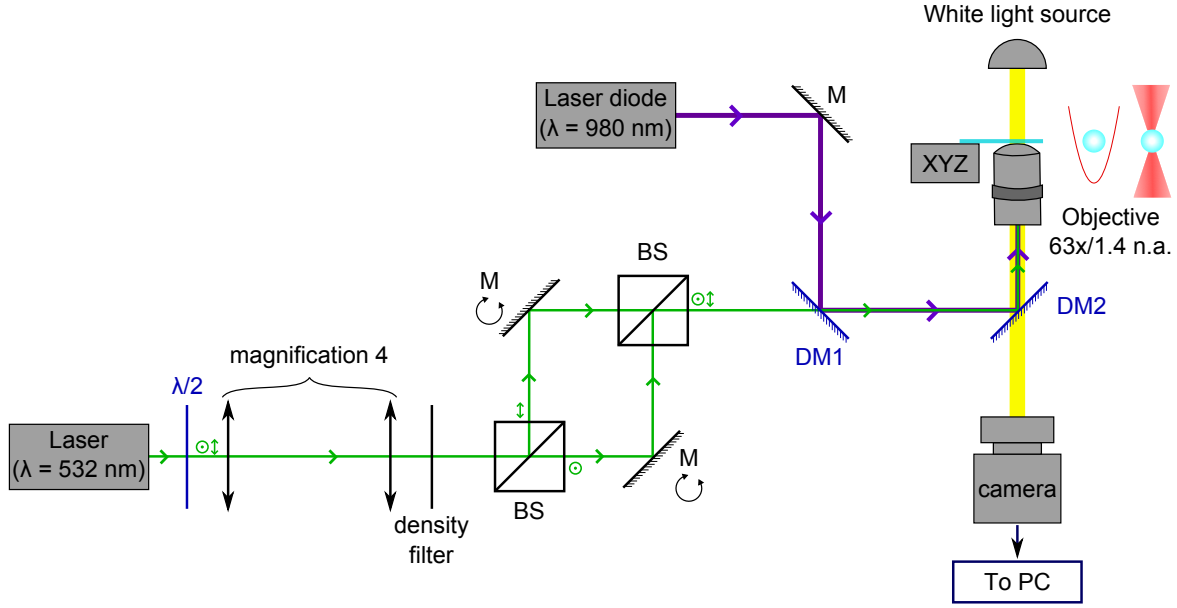 White light source
Laser diode
(λ = 980 nm)
M
XYZ
Objective
63x/1.4 n.a.
BS
M
DM2
DM1
magnification 4
λ/2
Laser
(λ = 532 nm)
M
BS
density
filter
camera
To PC